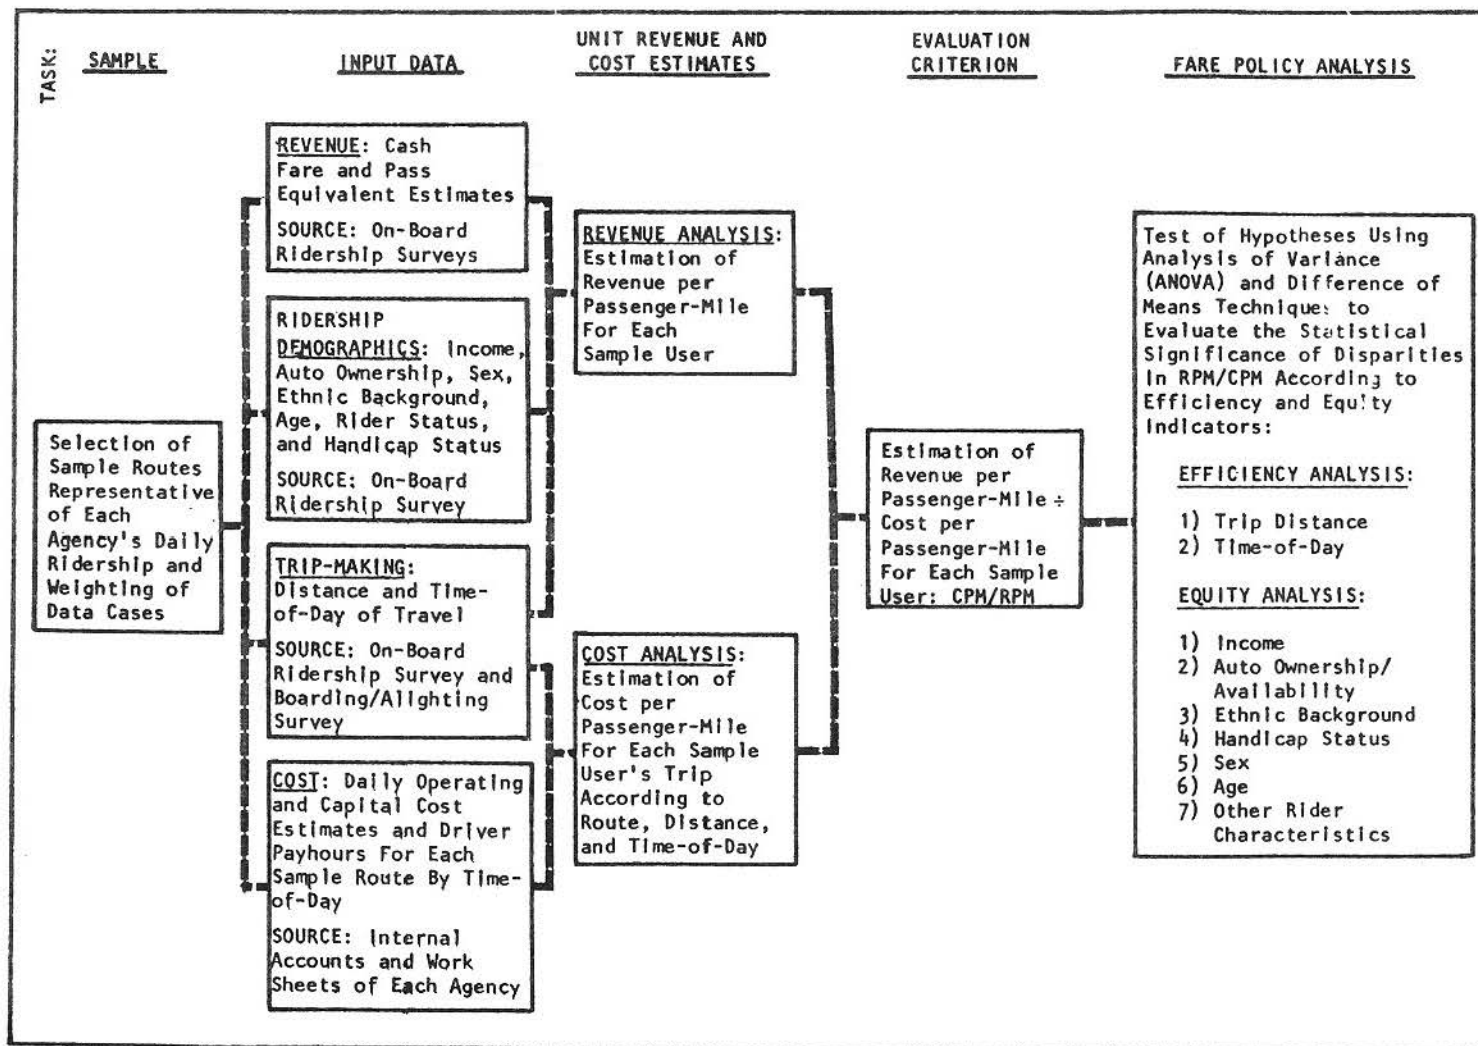 TASK:
SAMPLE
INPUT DATA
UNIT REVENUE AND
COST ESTIMATES
EVALUATION
CRITERION
FARE POLICY ANALYSIS
Selection of
Sample Routes
Representative
of Each
Agency's Daily
Ridership and
Weighting of
Data Cases
REVENUE: Cash
Fare and Pass
Equivalent Estimates
SOURCE: On-Board
Ridership Surveys
RIDERSHIP
DEMOGRAPHICS: Income,
Auto Ownership, Sex,
Ethnic Background,
Age, Rider Status,
and Handicap Status
SOURCE: On-Board
Ridership Survey
TRIP-MAKING:
Distance and Time-
of-Day of Travel
SOURCE: On-Board
Ridership Survey and
Boarding/Alighting
Survey
COST: Daily Operating
and Capital Cost
Estimates and Driver
Payhours For Each
Sample Route By Time-
of-Day
SOURCE: Internal
Accounts and Work
Sheets of Each Agency
REVENUE ANALYSIS:
Estimation of
Revenue per
Passenger-Mile
For Each
Sample User
COST ANALYSIS:
Estimation of
Cost per
Passenger-Mile
For Each Sample
User's Trip
According to
Route, Distance,
and Time-of-Day
Estimation of
Revenue per
Passenger-Mile ÷
Cost per
Passenger-Mile
For Each Sample
User: CPM/RPM
Test of Hypotheses Using
Analysis of Variance
(ANOVA) and Difference of
Means Techniques to
Evaluate the Statistical
Significance of Disparities
in RPM/CPM According to
Efficiency and Equity
Indicators:
EFFICIENCY ANALYSIS:
1) Trip Distance
2) Time-of-Day
EQUITY ANALYSIS:
1) Income
2) Auto Ownership/
Availability
3) Ethnic Background
4) Handicap Status
5) Sex
6) Age
7) Other Rider
Characteristics